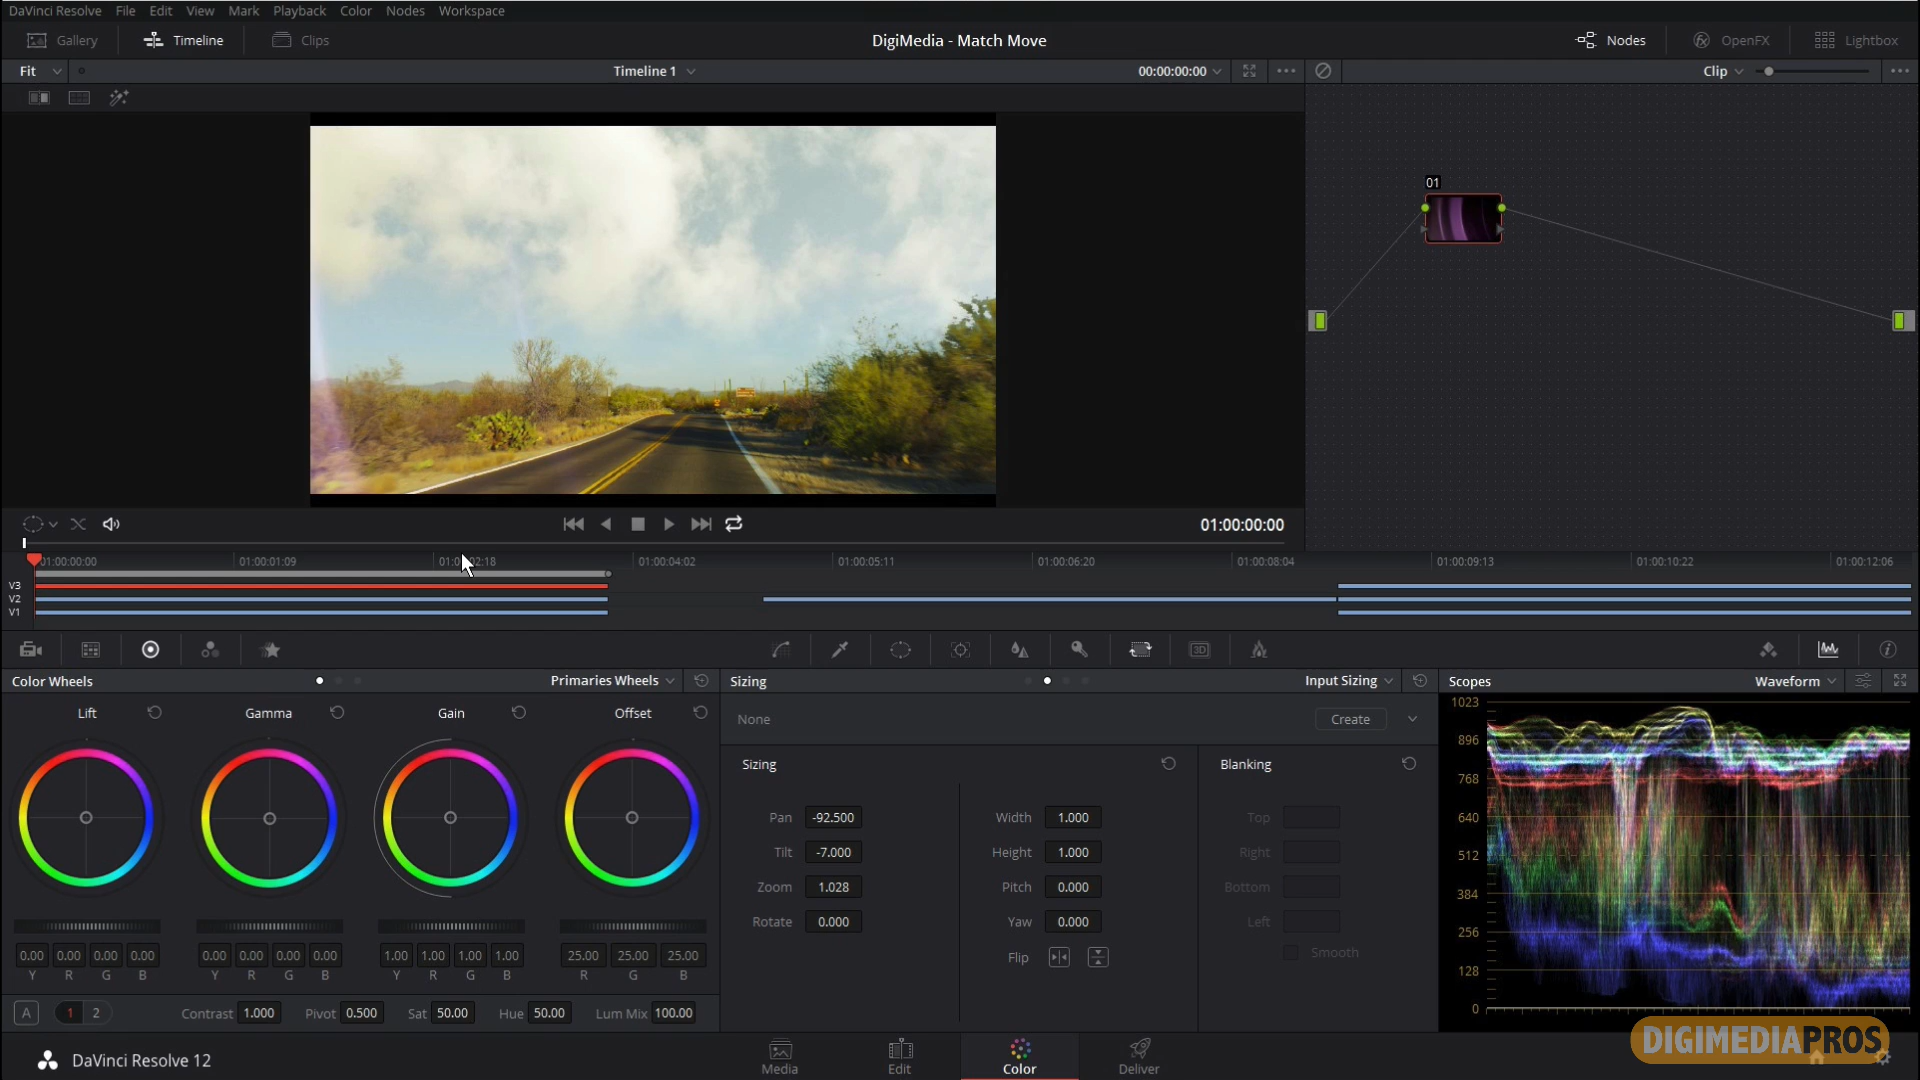 DaVinci Resolve File Edit View Mark Playback Color Nodes Workspace
Gallery Timeline Clips DigiMedia - Match Move Nodes OpenFX Lightbox
Fit Timeline 1 00:00:00:00 Clip
01
01:00:00:00
01:00:00:00 01:00:01:09 01:00:02:18 01:00:04:02 01:00:05:11 01:00:06:20 01:00:08:04 01:00:09:13 01:00:10:22 01:00:12:06
V3
V2
V1
3D
Color Wheels Primaries Wheels Sizing Input Sizing Scopes Waveform
Lift Gamma Gain Offset
None Create
Sizing Blanking
Pan -92.500 Width 1.000 Top
Tilt -7.000 Height 1.000 Right
Zoom 1.028 Pitch 0.000 Bottom
Rotate 0.000 Yaw 0.000 Left
Flip Smooth
1023
896
768
640
512
384
256
128
0
0.00 0.00 0.00 0.00 0.00 0.00 0.00 0.00 1.00 1.00 1.00 1.00 25.00 25.00 25.00
Y R G B Y R G B Y R G B R G B
A 1 2 Contrast 1.000 Pivot 0.500 Sat 50.00 Hue 50.00 Lum Mix 100.00
DaVinci Resolve 12 Media Edit Color Deliver
DIGIMEDIAPROS